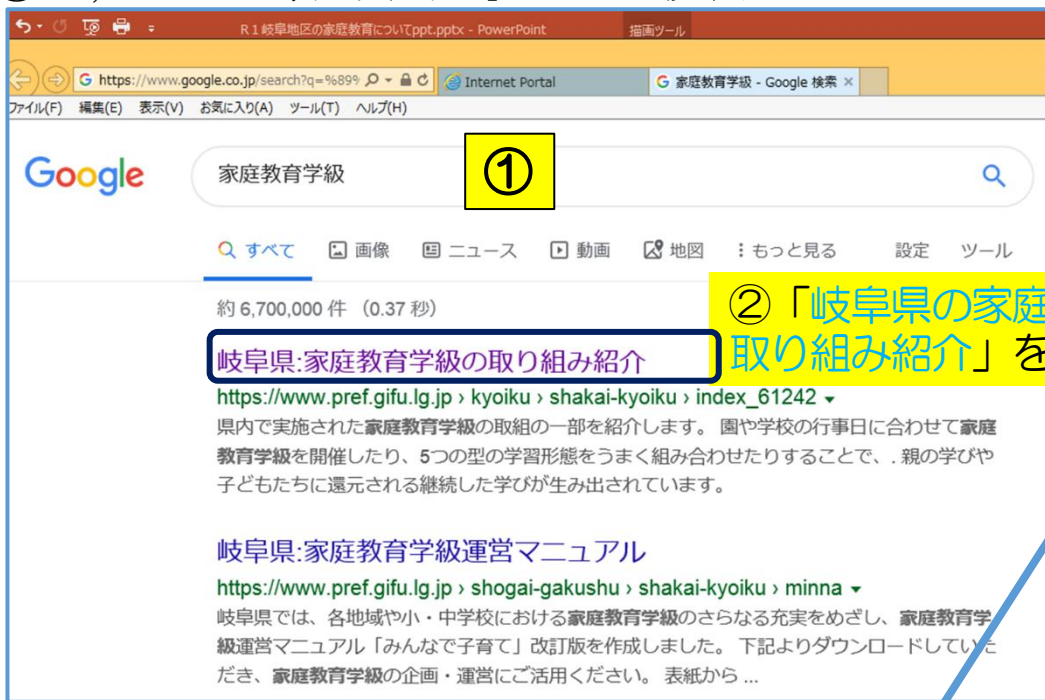 R１岐阜地区の家庭教育についてppt.pptx - PowerPoint
描画ツール
https://www.google.co.jp/search?q=%899
Internet Portal
家庭教育学級 - Google 検索
ファイル(F) 編集(E) 表示(V) お気に入り(A) ツール(T) ヘルプ(H)
Google
家庭教育学級
①
すべて 画像 ニュース 動画 地図 もっと見る 設定 ツール
約 6,700,000 件 （0.37 秒）
②「岐阜県の家庭
取り組み紹介」を
岐阜県:家庭教育学級の取り組み紹介
https://www.pref.gifu.lg.jp › kyoiku › shakai-kyoiku › index_61242
県内で実施された家庭教育学級の取組の一部を紹介します。 園や学校の行事日に合わせて家庭
教育学級を開催したり、5つの型の学習形態をうまく組み合わせたりすることで、. 親の学びや
子どもたちに還元される継続した学びが生み出されています。
岐阜県:家庭教育学級運営マニュアル
https://www.pref.gifu.lg.jp › shogai-gakushu › shakai-kyoiku › minna
岐阜県では、各地域や小・中学校における家庭教育学級のさらなる充実をめざし、家庭教育学
級運営マニュアル「みんなで子育て」改訂版を作成しました。 下記よりダウンロードしていた
だき、家庭教育学級の企画・運営にご活用ください。 表紙から ...